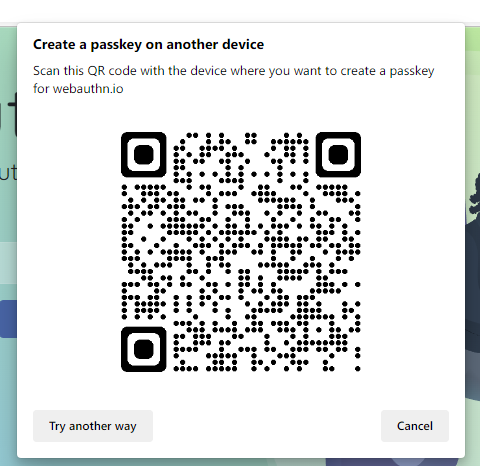 Create a passkey on another device
Scan this QR code with the device where you want to create a passkey
for webauthn.io
Try another way
Cancel